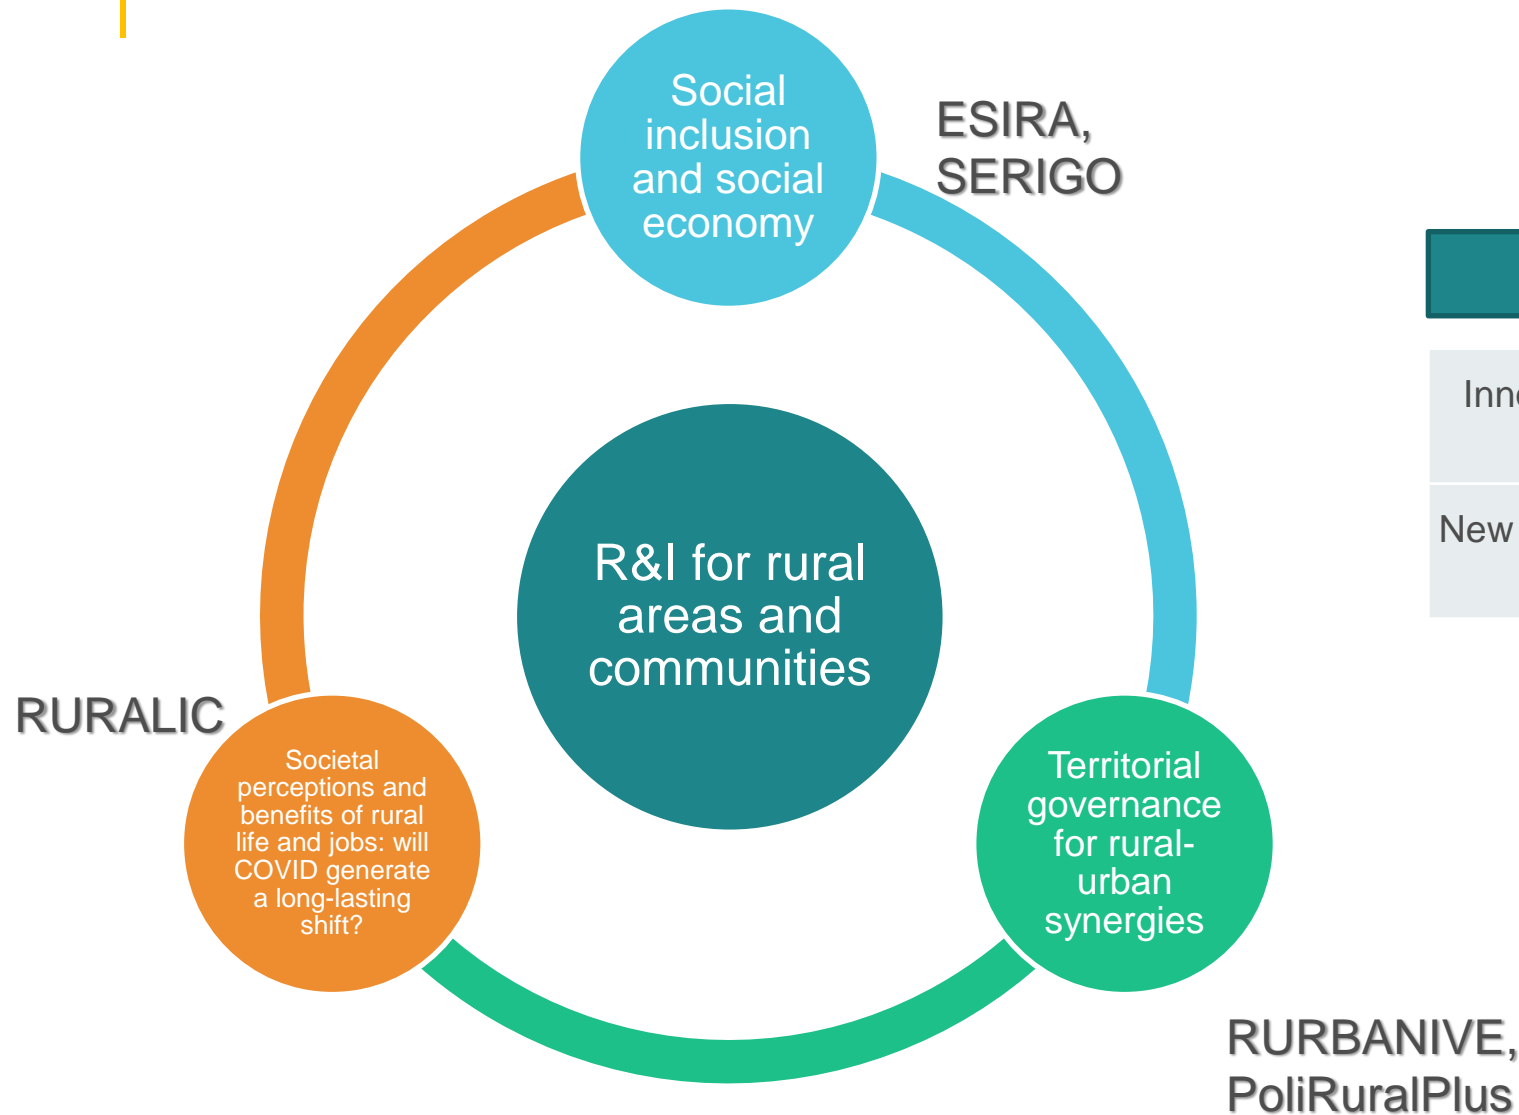 Social
inclusion
and social
economy
ESIRA,
SERIGO
R&I for rural
areas and
communities
RURALIC
Societal
perceptions and
benefits of rural
life and jobs: will
COVID generate
a long-lasting
shift?
Territorial
governance
for rural-
urban
synergies
RURBANIVE,
PoliRuralPlus
New